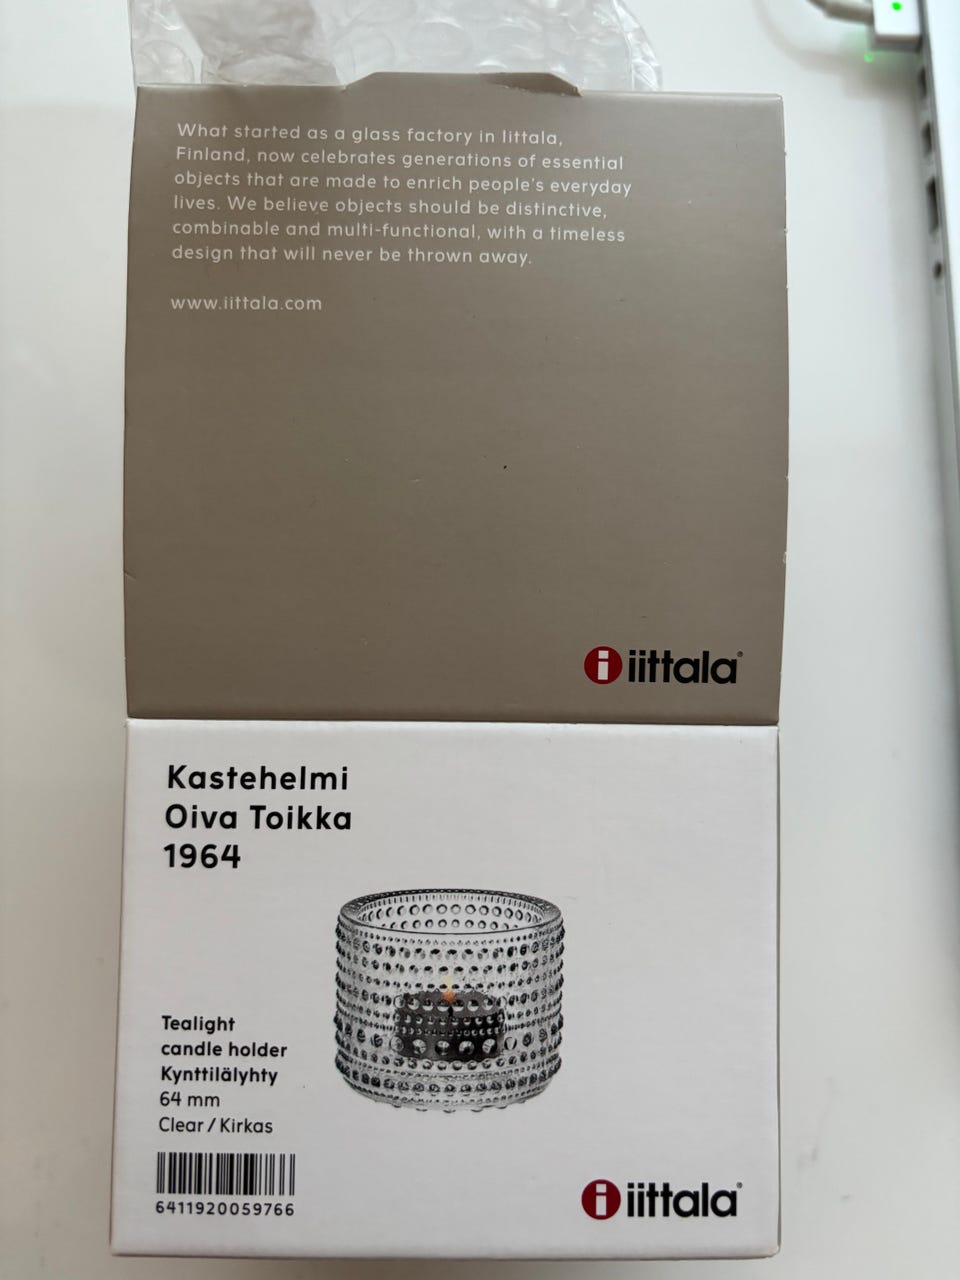 What started as a glass factory in Iittala,
Finland, now celebrates generations of essential
objects that are made to enrich people's everyday
lives. We believe objects should be distinctive,
combinable and multi-functional, with a timeless
design that will never be thrown away.
www.iittala.com
i iittala®
Kastehelmi
Oiva Toikka
1964
Tealight
candle holder
Kynttilälyhty
64 mm
Clear / Kirkas
6411920059766
i iittala®